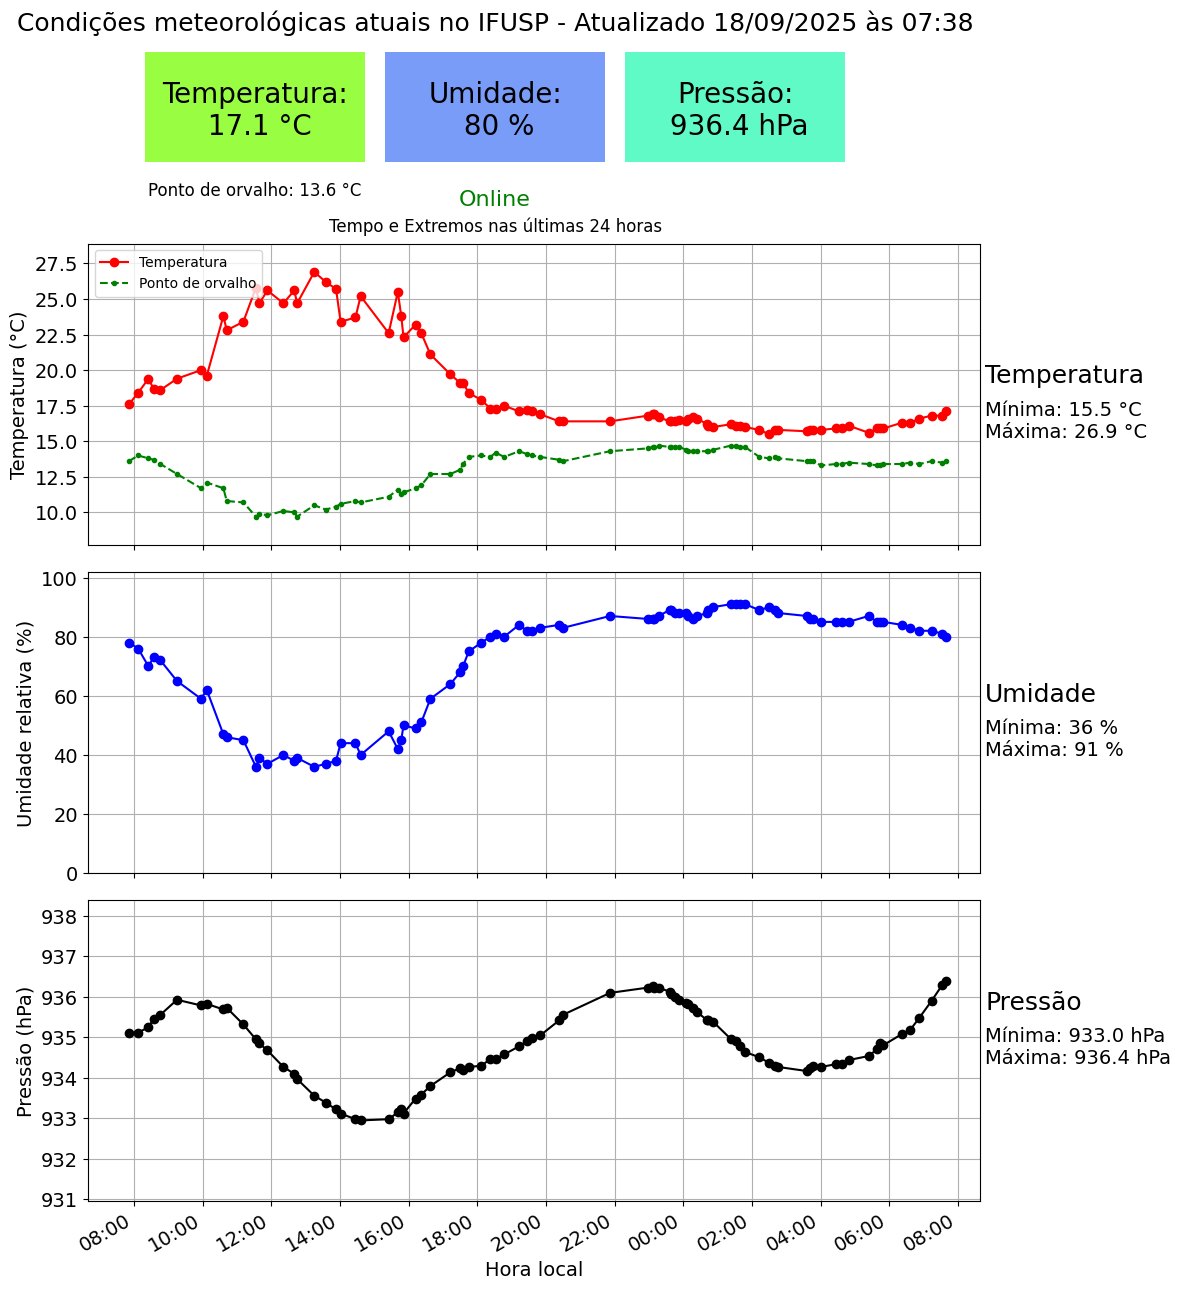 Condições meteorológicas atuais no IFUSP - Atualizado 18/09/2025 às 07:38
Temperatura:
17.1 °C
Umidade:
80 %
Pressão:
936.4 hPa
Ponto de orvalho: 13.6 °C
Online
Tempo e Extremos nas últimas 24 horas
Temperatura (°C)
27.5
25.0
22.5
20.0
17.5
15.0
12.5
10.0
Temperatura
Ponto de orvalho
Temperatura
Mínima: 15.5 °C
Máxima: 26.9 °C
Umidade relativa (%)
100
80
60
40
20
0
Umidade
Mínima: 36 %
Máxima: 91 %
Pressão (hPa)
938
937
936
935
934
933
932
931
Pressão
Mínima: 933.0 hPa
Máxima: 936.4 hPa
08:00
10:00
12:00
14:00
16:00
18:00
20:00
22:00
00:00
02:00
04:00
06:00
08:00
Hora local